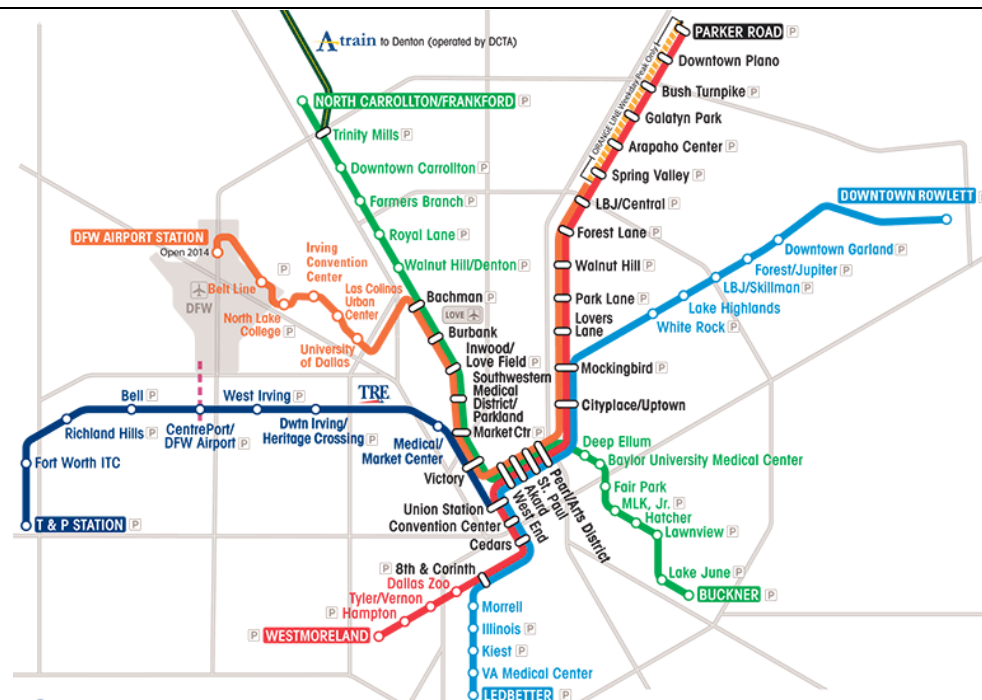 A train to Denton (operated by DCTA)
PARKER ROAD P
Downtown Plano
Bush Turnpike P
Galatyn Park
Arapaho Center P
Spring Valley P
LBJ/Central P
Forest Lane P
Walnut Hill P
Park Lane P
Lovers
Lane
Mockingbird P
Cityplace/Uptown
ORANGE LINE Weekday Peak Only
NORTH CARROLLTON/FRANKFORD P
Trinity Mills P
Downtown Carrollton P
Farmers Branch P
Royal Lane P
Walnut Hill/Denton P
Bachman P
LOVE
Burbank
Inwood/
Love Field P
Southwestern
Medical
District/
Parkland
Market Ctr P
Victory
DOWNTOWN ROWLETT P
Downtown Garland P
Forest/Jupiter P
LBJ/Skillman P
Lake Highlands
White Rock P
DFW AIRPORT STATION
Open 2014
DFW
Belt Line
P
North Lake
College P
Irving
Convention
Center
Las Colinas
Urban
Center
University
of Dallas
TRE
Bell P
West Irving P
Richland Hills P
CentrePort/
DFW Airport P
Dwtn Irving/
Heritage Crossing P
Medical/
Market Center
Fort Worth ITC
T & P STATION P
Union Station
Convention Center
Cedars
P 8th & Corinth
West End
Akard
St. Paul
Pearl/Arts District
Deep Ellum
Baylor University Medical Center
Fair Park
MLK, Jr. P
Hatcher
Lawnview P
Lake June P
BUCKNER P
Dallas Zoo
Tyler/Vernon
P Hampton
P WESTMORELAND
Morrell
Illinois P
Kiest P
VA Medical Center
LEDBETTER P